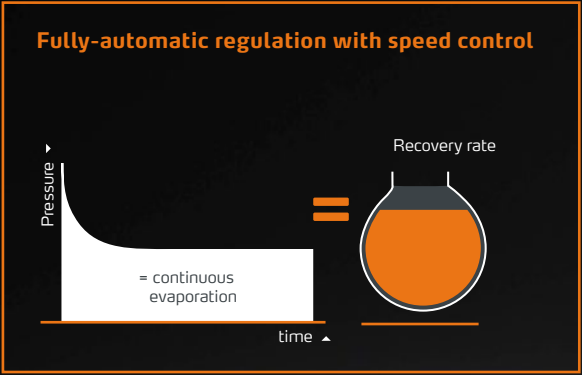 Fully-automatic regulation with speed control
Recovery rate
Pressure
= continuous
evaporation
time